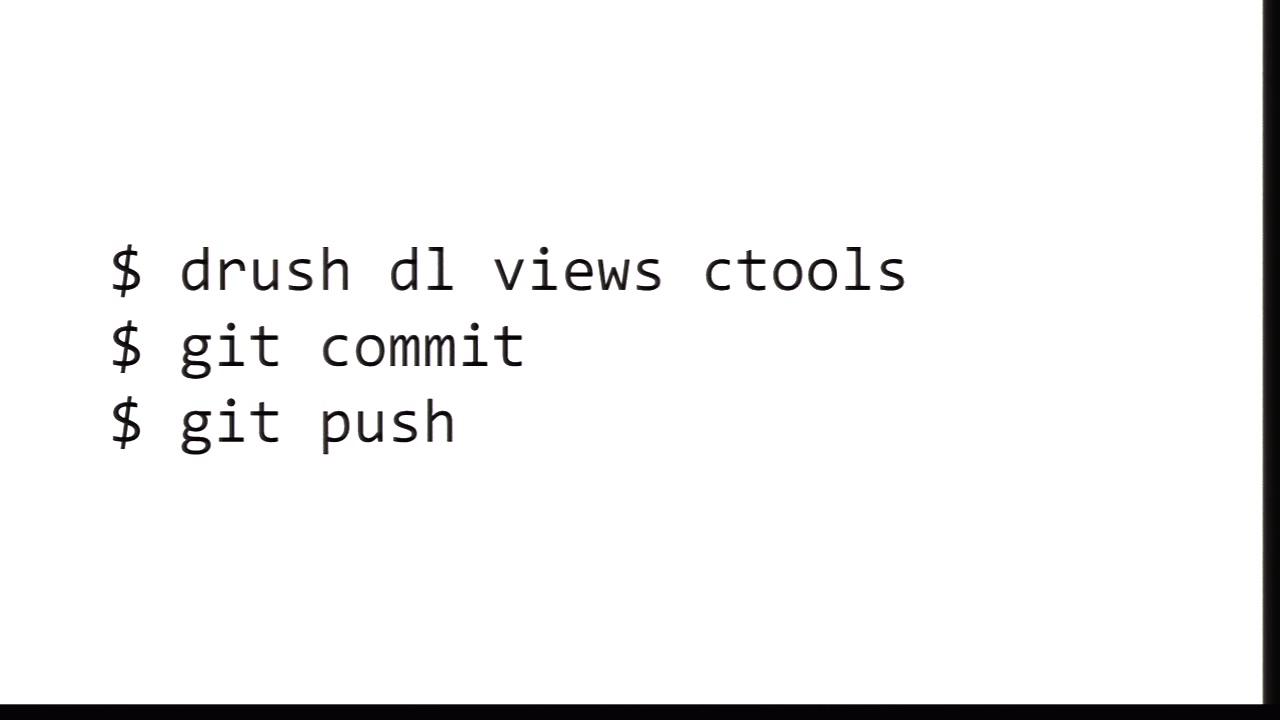 $ drush dl views ctools
$ git commit
$ git push